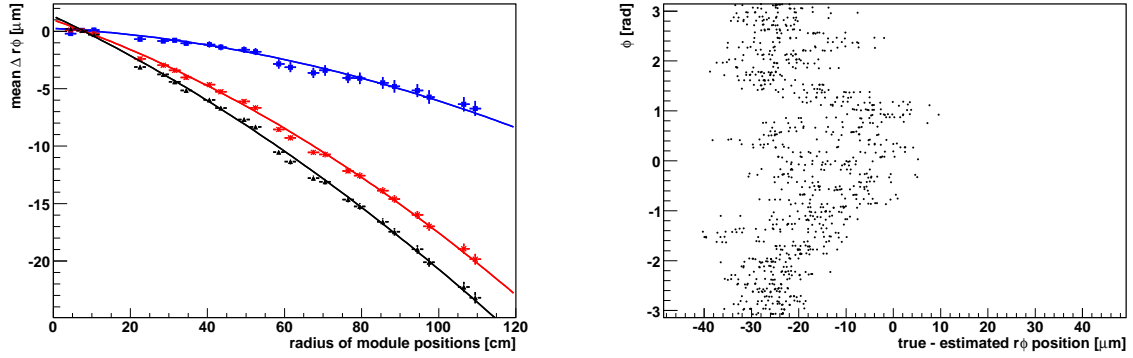 mean Δ rϕ [μm]
0
-5
-10
-15
-20
0 20 40 60 80 100 120
radius of module positions [cm]
ϕ [rad]
3
2
1
0
-1
-2
-3
-40 -30 -20 -10 0 10 20 30 40
true - estimated rϕ position [μm]